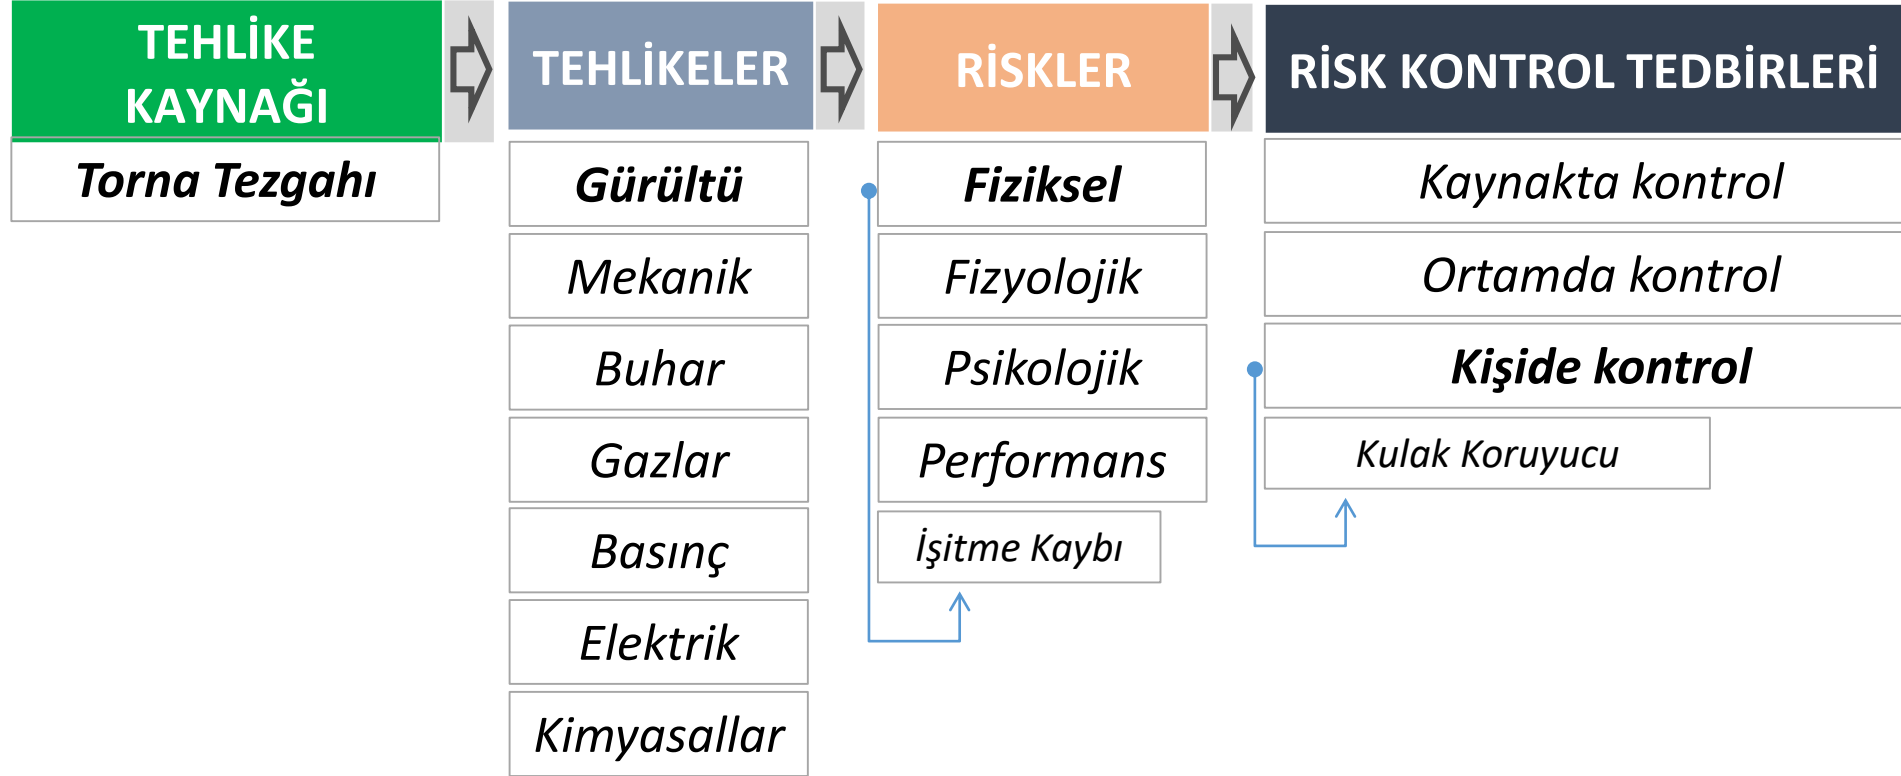 TEHLİKE
KAYNAĞI
Torna Tezgahı
TEHLİKELER
Gürültü
Mekanik
Buhar
Gazlar
Basınç
Elektrik
Kimyasallar
RİSKLER
Fiziksel
Fizyolojik
Psikolojik
Performans
İşitme Kaybı
RİSK KONTROL TEDBİRLERİ
Kaynakta kontrol
Ortamda kontrol
Kişide kontrol
Kulak Koruyucu